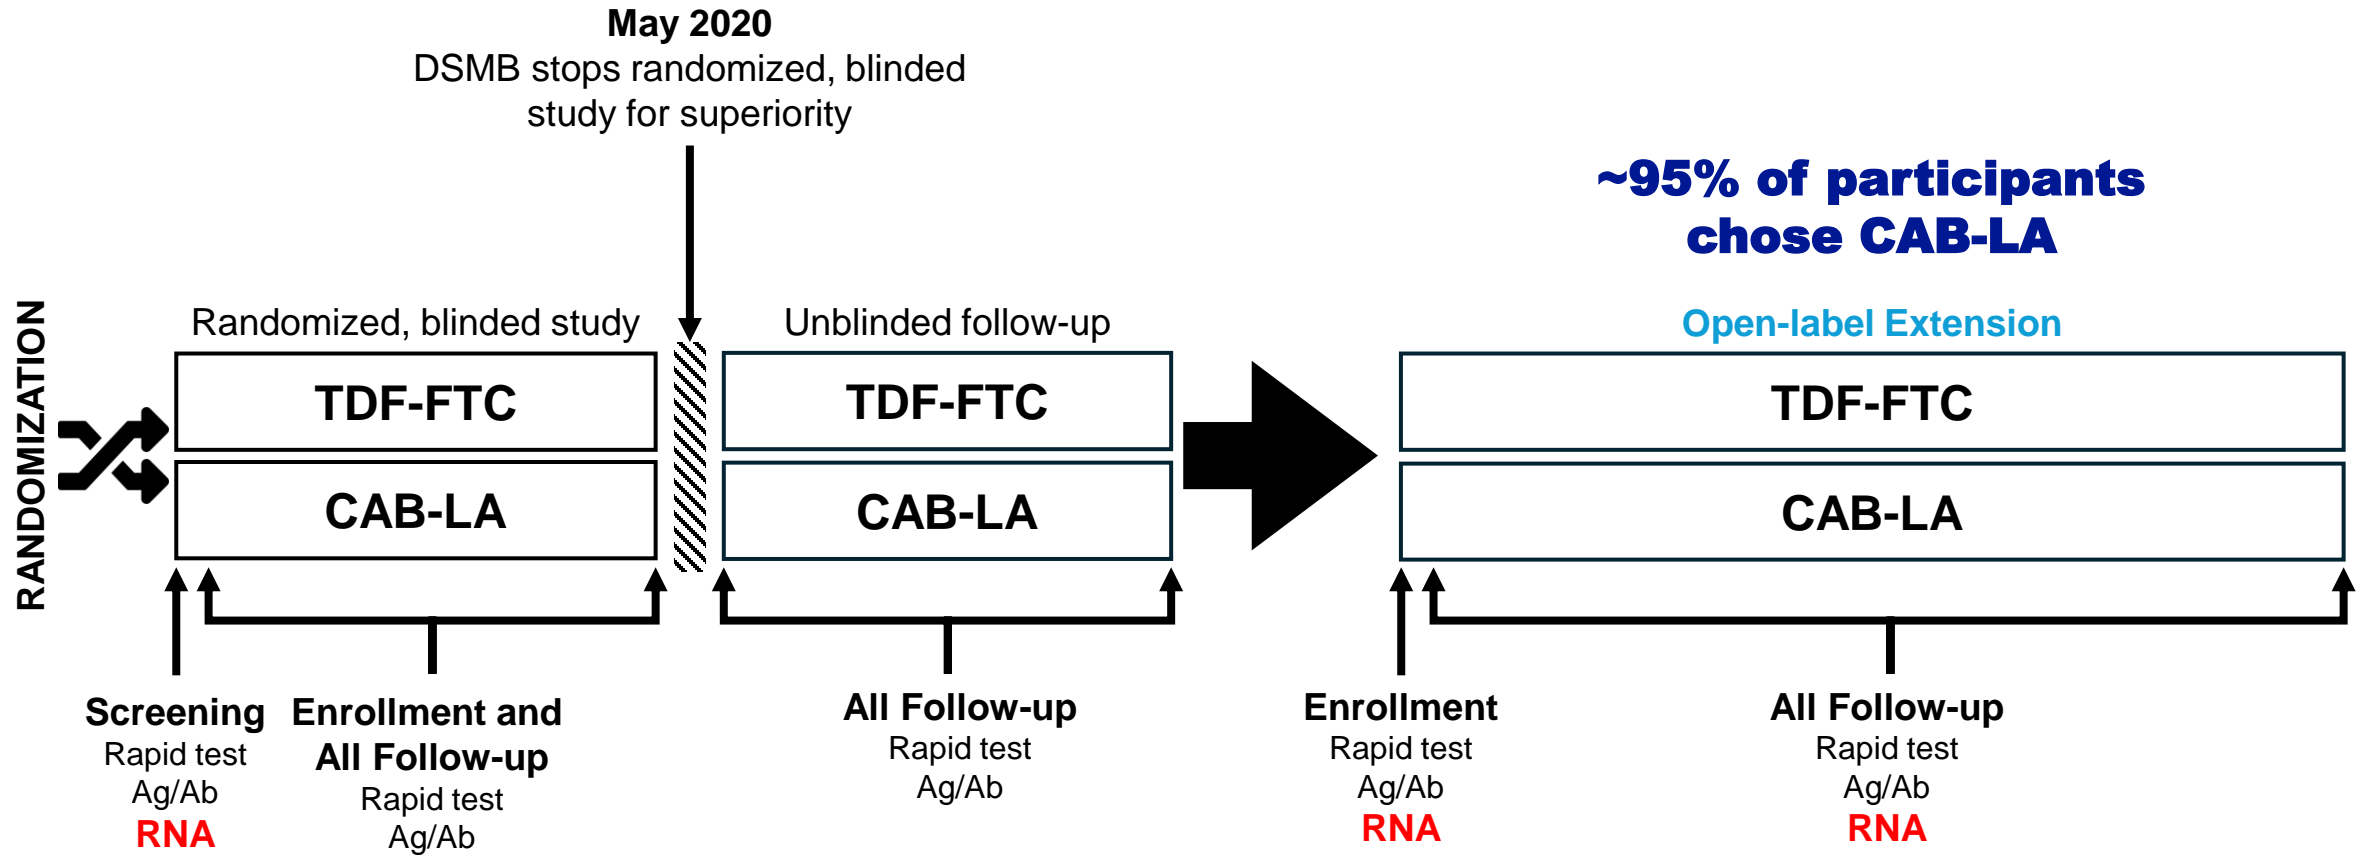 May 2020
DSMB stops randomized, blinded
study for superiority
~95% of participants
chose CAB-LA
RANDOMIZATION
Randomized, blinded study
TDF-FTC
CAB-LA
Unblinded follow-up
TDF-FTC
CAB-LA
Open-label Extension
TDF-FTC
CAB-LA
Screening
Rapid test
Ag/Ab
RNA
Enrollment and
All Follow-up
Rapid test
Ag/Ab
All Follow-up
Rapid test
Ag/Ab
Enrollment
Rapid test
Ag/Ab
RNA
All Follow-up
Rapid test
Ag/Ab
RNA